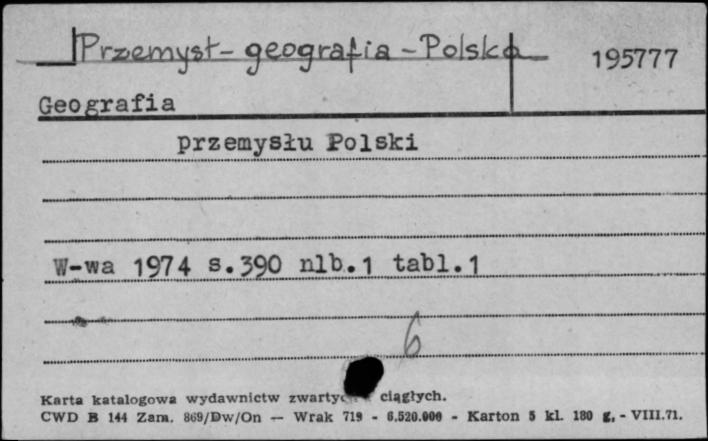 Przemysł - geografia - Polska
195777
Geografia
przemysłu Polski
W-wa 1974 s.390 nlb.1 tabl.1
6
Karta katalogowa wydawnictw ciągłych.
CWD B 144 Zam. 869/Dw/On — Wrak 719 - 6.520.000 - Karton 5 kl. 180 g. - VIII.71.